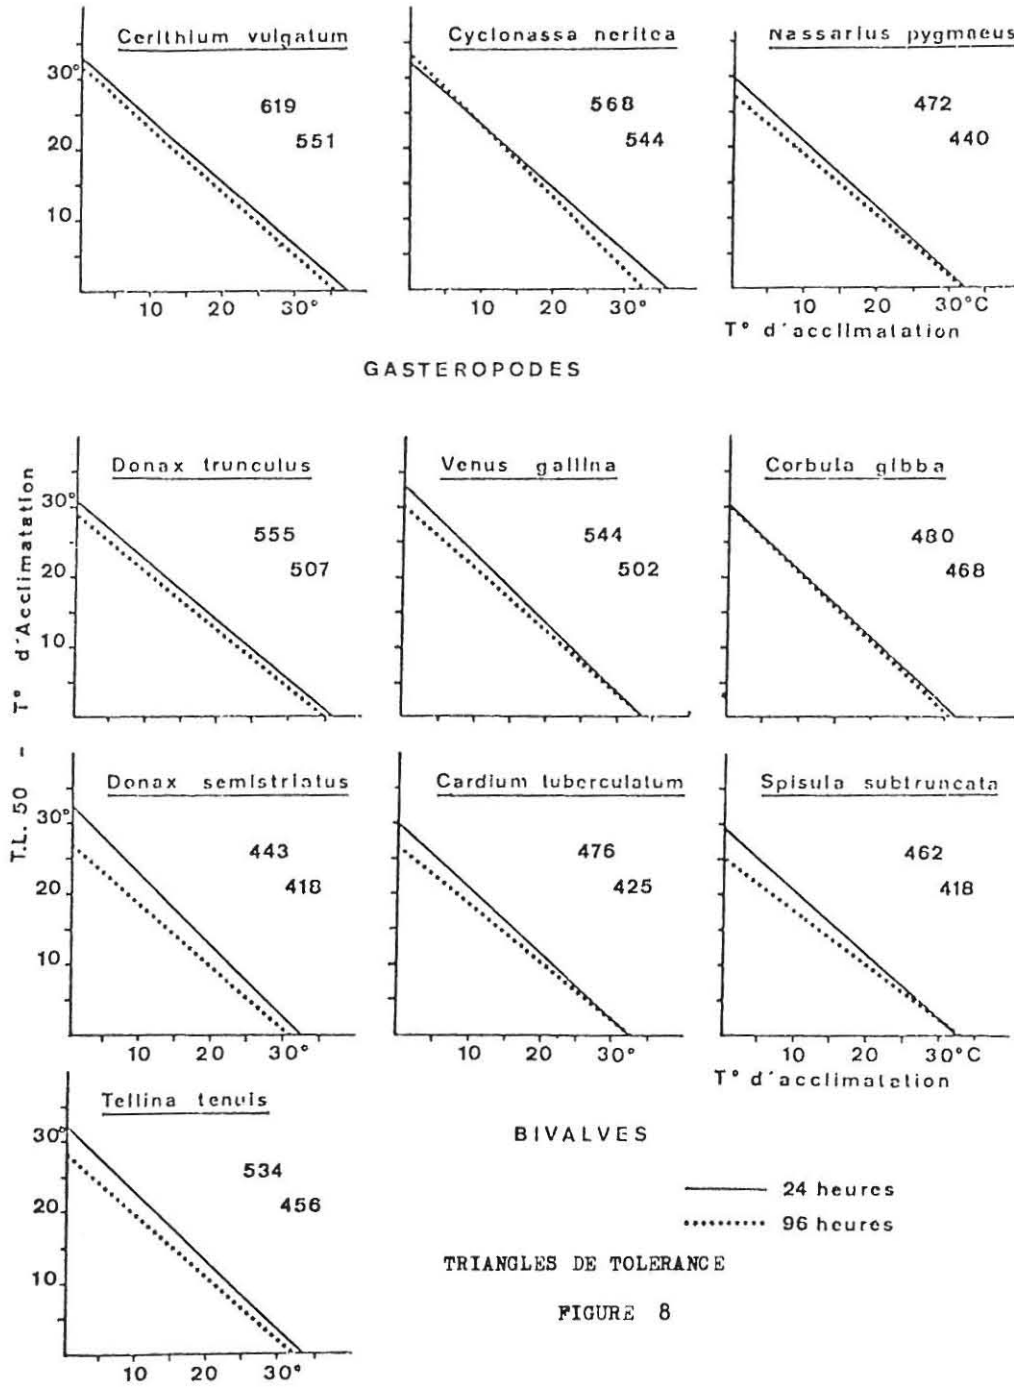 Cerithium vulgatum
Cyclonassa neritea
Nassarius pygmaeus
30°
20
10
619
551
568
544
472
440
10 20 30°
10 20 30°
10 20 30°C
T° d'acclimatation
GASTEROPODES
T.L. 50 - T° d'Acclimatation
Donax trunculus
Venus gallina
Corbula gibba
30°
20
10
555
507
544
502
480
468
Donax semistriatus
Cardium tuberculatum
Spisula subtruncata
30°
20
10
443
418
476
425
462
418
10 20 30°
10 20 30°
10 20 30°C
T° d'acclimatation
Tellina tenuis
30°
20
10
534
456
10 20 30°
BIVALVES
24 heures
96 heures
TRIANGLES DE TOLERANCE
FIGURE 8